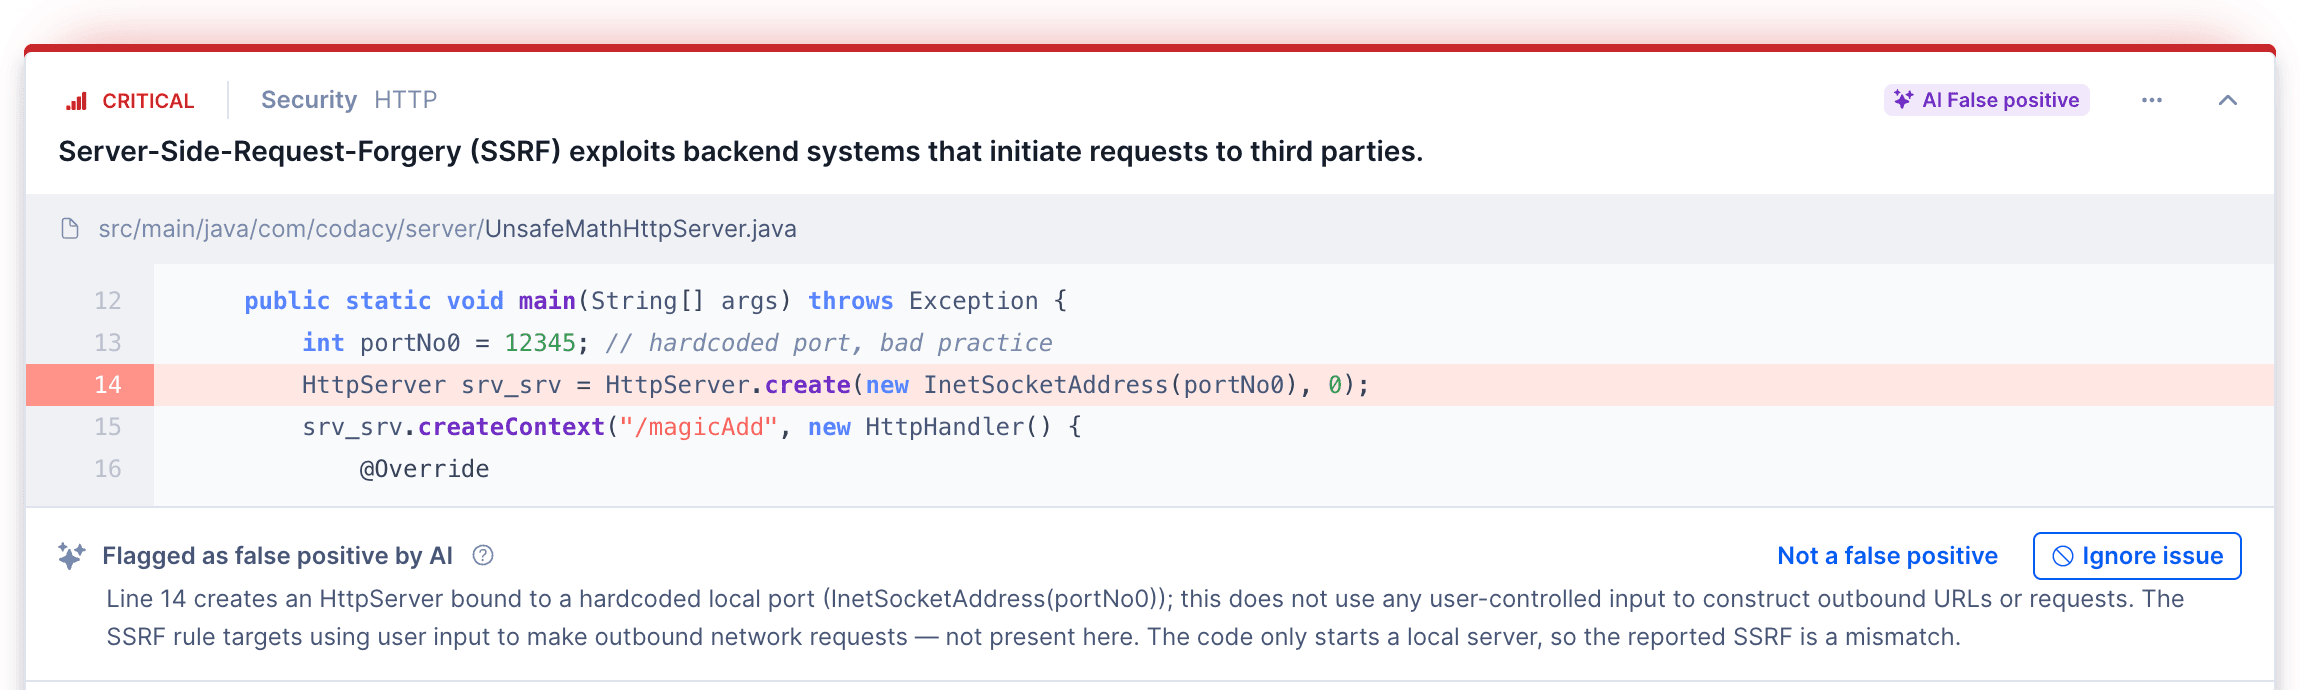 CRITICAL Security HTTP AI False positive
Server-Side-Request-Forgery (SSRF) exploits backend systems that initiate requests to third parties.
src/main/java/com/codacy/server/UnsafeMathHttpServer.java
12 public static void main(String[] args) throws Exception {
13 int portNo0 = 12345; // hardcoded port, bad practice
14 HttpServer srv_srv = HttpServer.create(new InetSocketAddress(portNo0), 0);
15 srv_srv.createContext("/magicAdd", new HttpHandler() {
16 @Override
Flagged as false positive by AI Not a false positive Ignore issue
Line 14 creates an HttpServer bound to a hardcoded local port (InetSocketAddress(portNo0)); this does not use any user-controlled input to construct outbound URLs or requests. The
SSRF rule targets using user input to make outbound network requests — not present here. The code only starts a local server, so the reported SSRF is a mismatch.